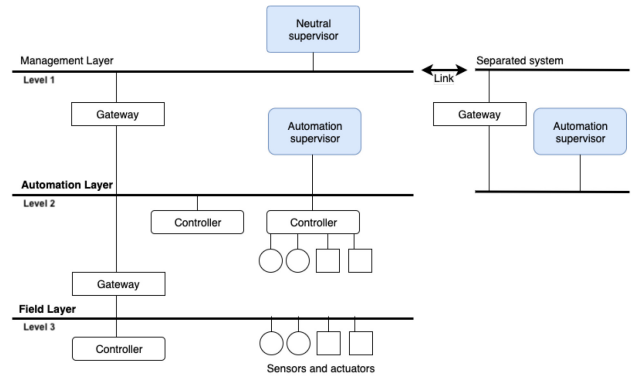 Neutral
supervisor
Management Layer
Separated system
Level 1
Link
Gateway
Gateway
Automation
supervisor
Automation
supervisor
Automation Layer
Level 2
Controller
Controller
Gateway
Field Layer
Level 3
Controller
Sensors and actuators